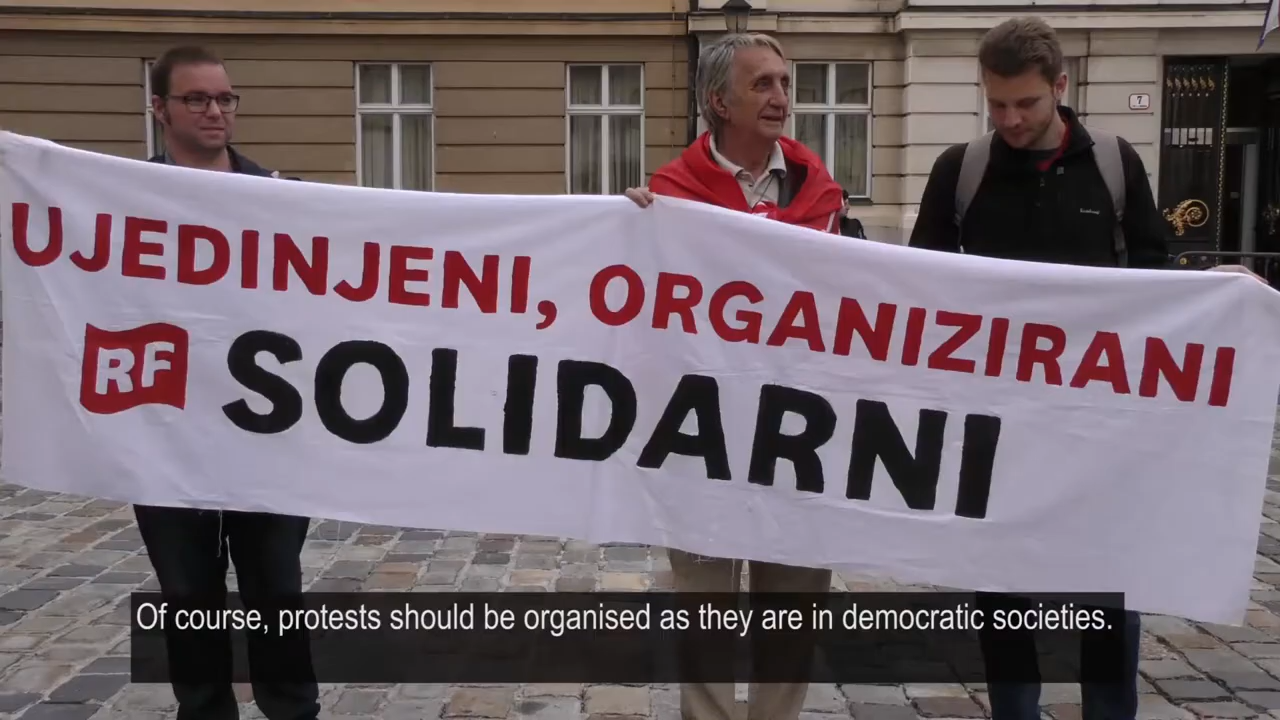 7
UJEDINJENI, ORGANIZIRANI
RF SOLIDARNI
Of course, protests should be organised as they are in democratic societies.